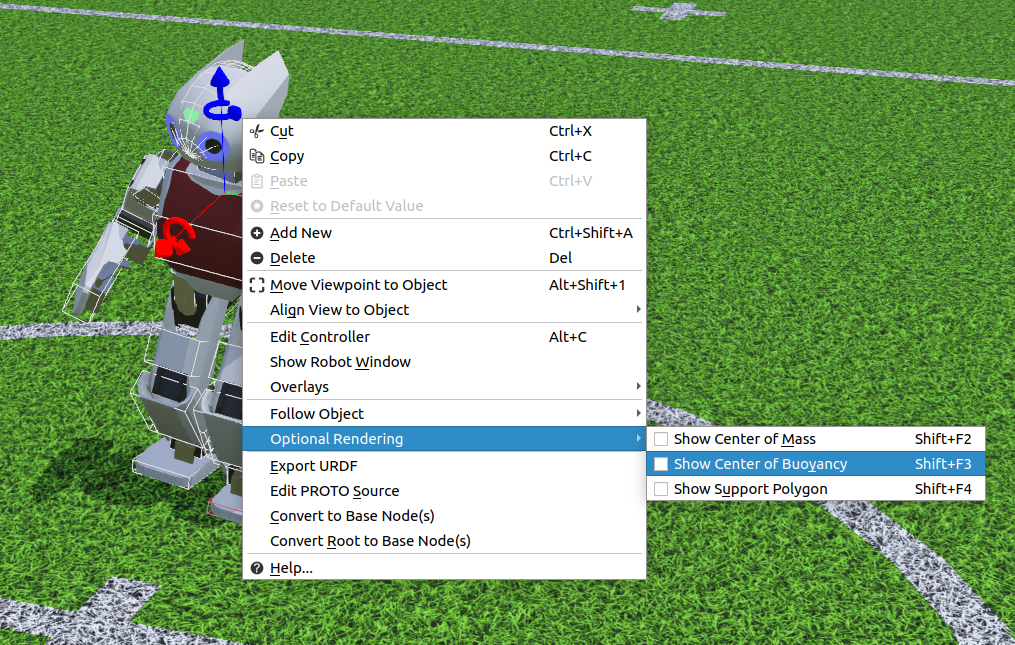 Cut Ctrl+X
Copy Ctrl+C
Paste Ctrl+V
Reset to Default Value
Add New Ctrl+Shift+A
Delete Del
Move Viewpoint to Object Alt+Shift+1
Align View to Object
Edit Controller Alt+C
Show Robot Window
Overlays
Follow Object
Optional Rendering
Show Center of Mass Shift+F2
Show Center of Buoyancy Shift+F3
Show Support Polygon Shift+F4
Export URDF
Edit PROTO Source
Convert to Base Node(s)
Convert Root to Base Node(s)
Help...